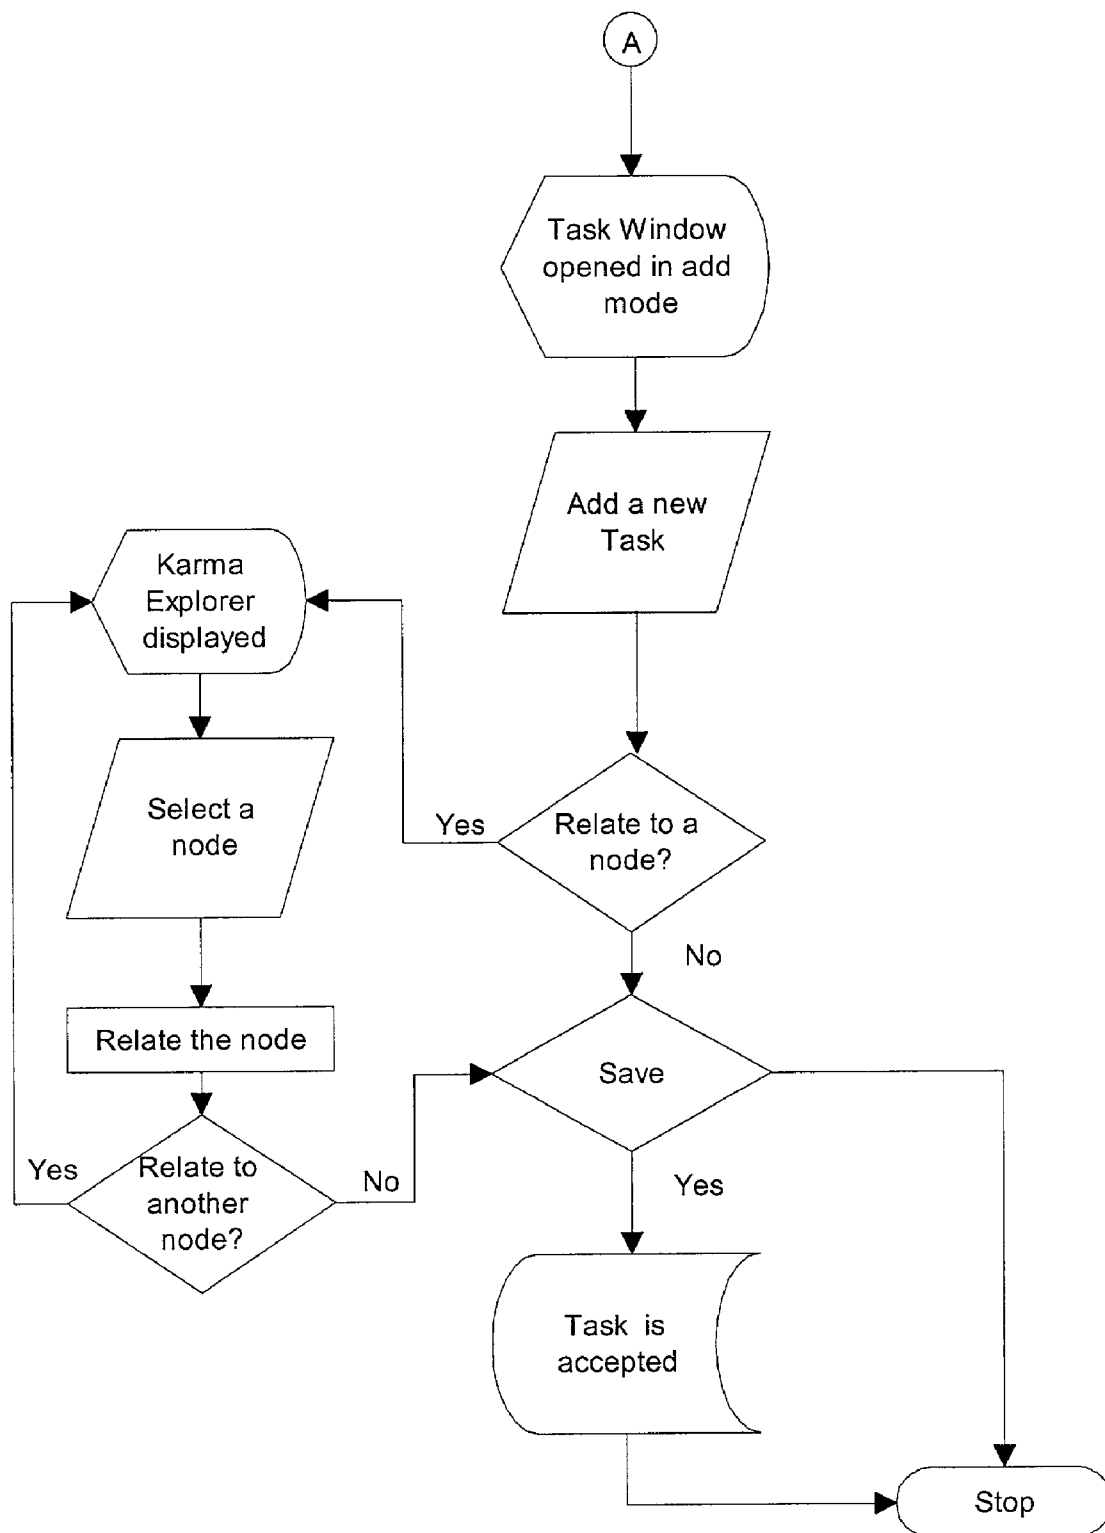 A
Task Window
opened in add
mode
Add a new
Task
Karma
Explorer
displayed
Select a
node
Yes
Relate to a
node?
No
Relate the node
Save
Yes
Relate to
another
node?
No
Yes
Task is
accepted
Stop